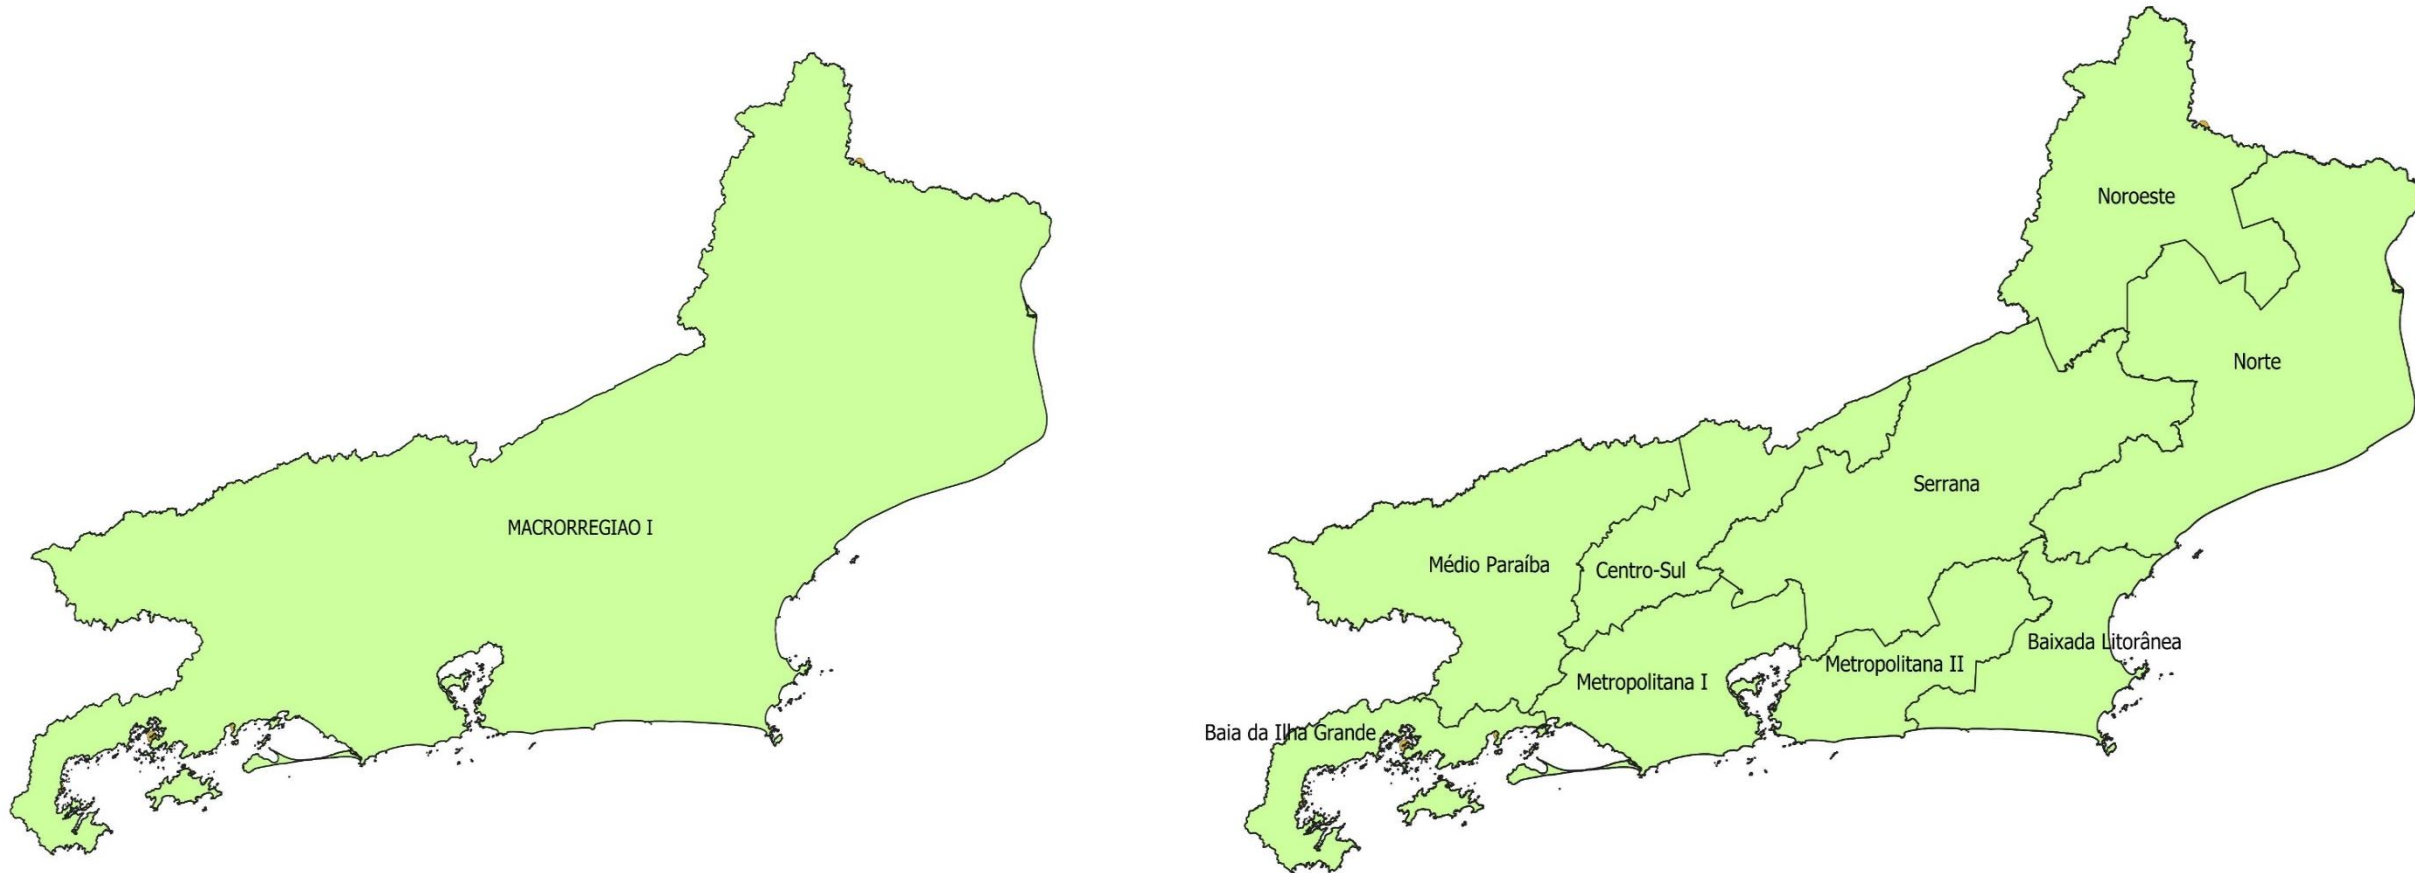 MACRORREGIAO I
Noroeste
Norte
Serrana
Médio Paraíba
Centro-Sul
Baixada Litorânea
Metropolitana II
Metropolitana I
Baia da Ilha Grande